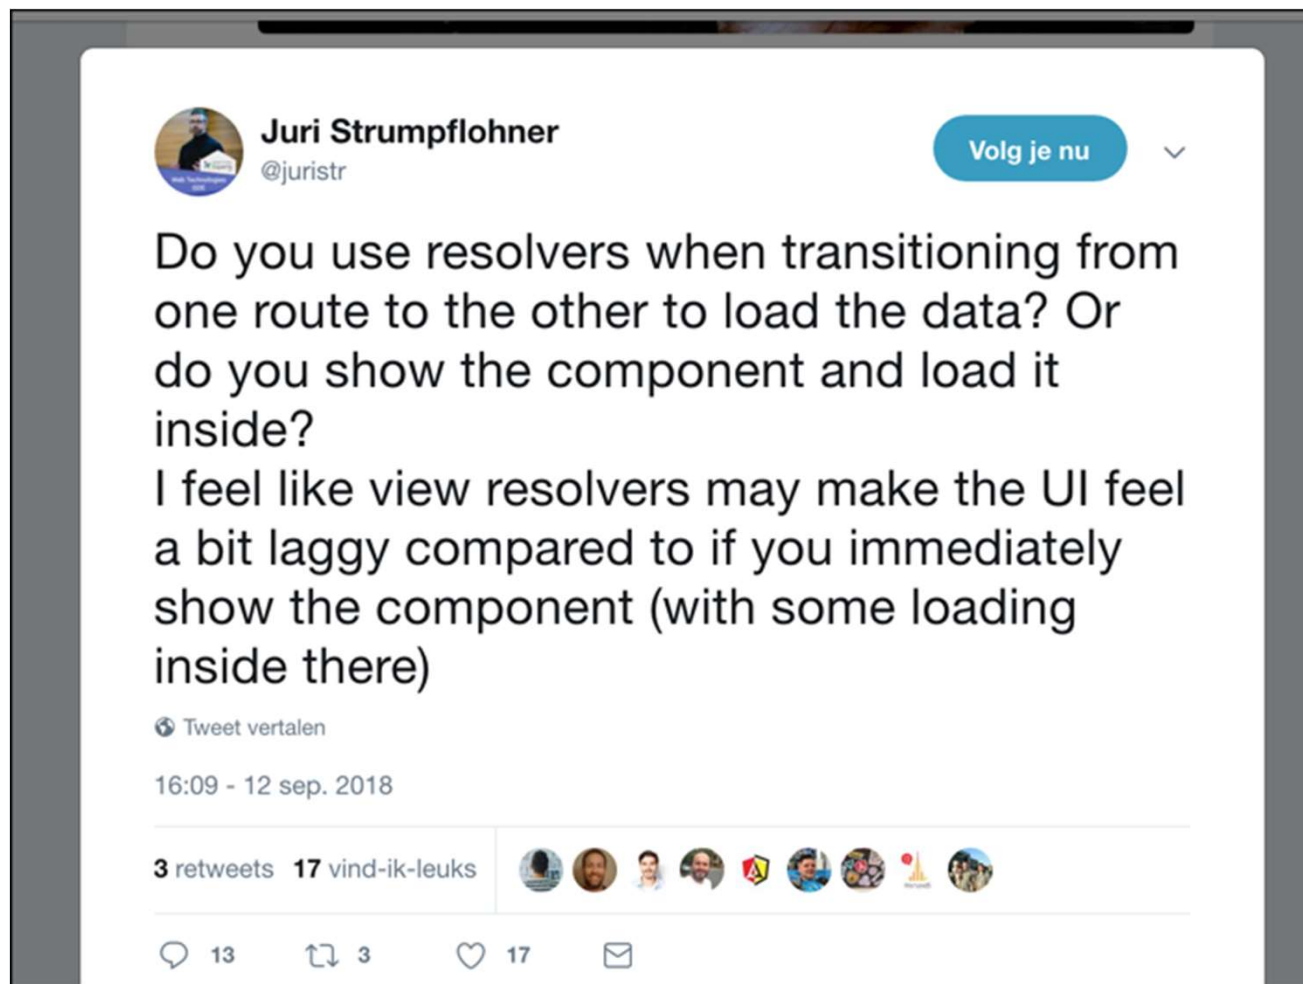 Juri Strumpflohner
@juristr
Volg je nu
Do you use resolvers when transitioning from
one route to the other to load the data? Or
do you show the component and load it
inside?
I feel like view resolvers may make the UI feel
a bit laggy compared to if you immediately
show the component (with some loading
inside there)
Tweet vertalen
16:09 - 12 sep. 2018
3 retweets 17 vind-ik-leuks
13 3 17